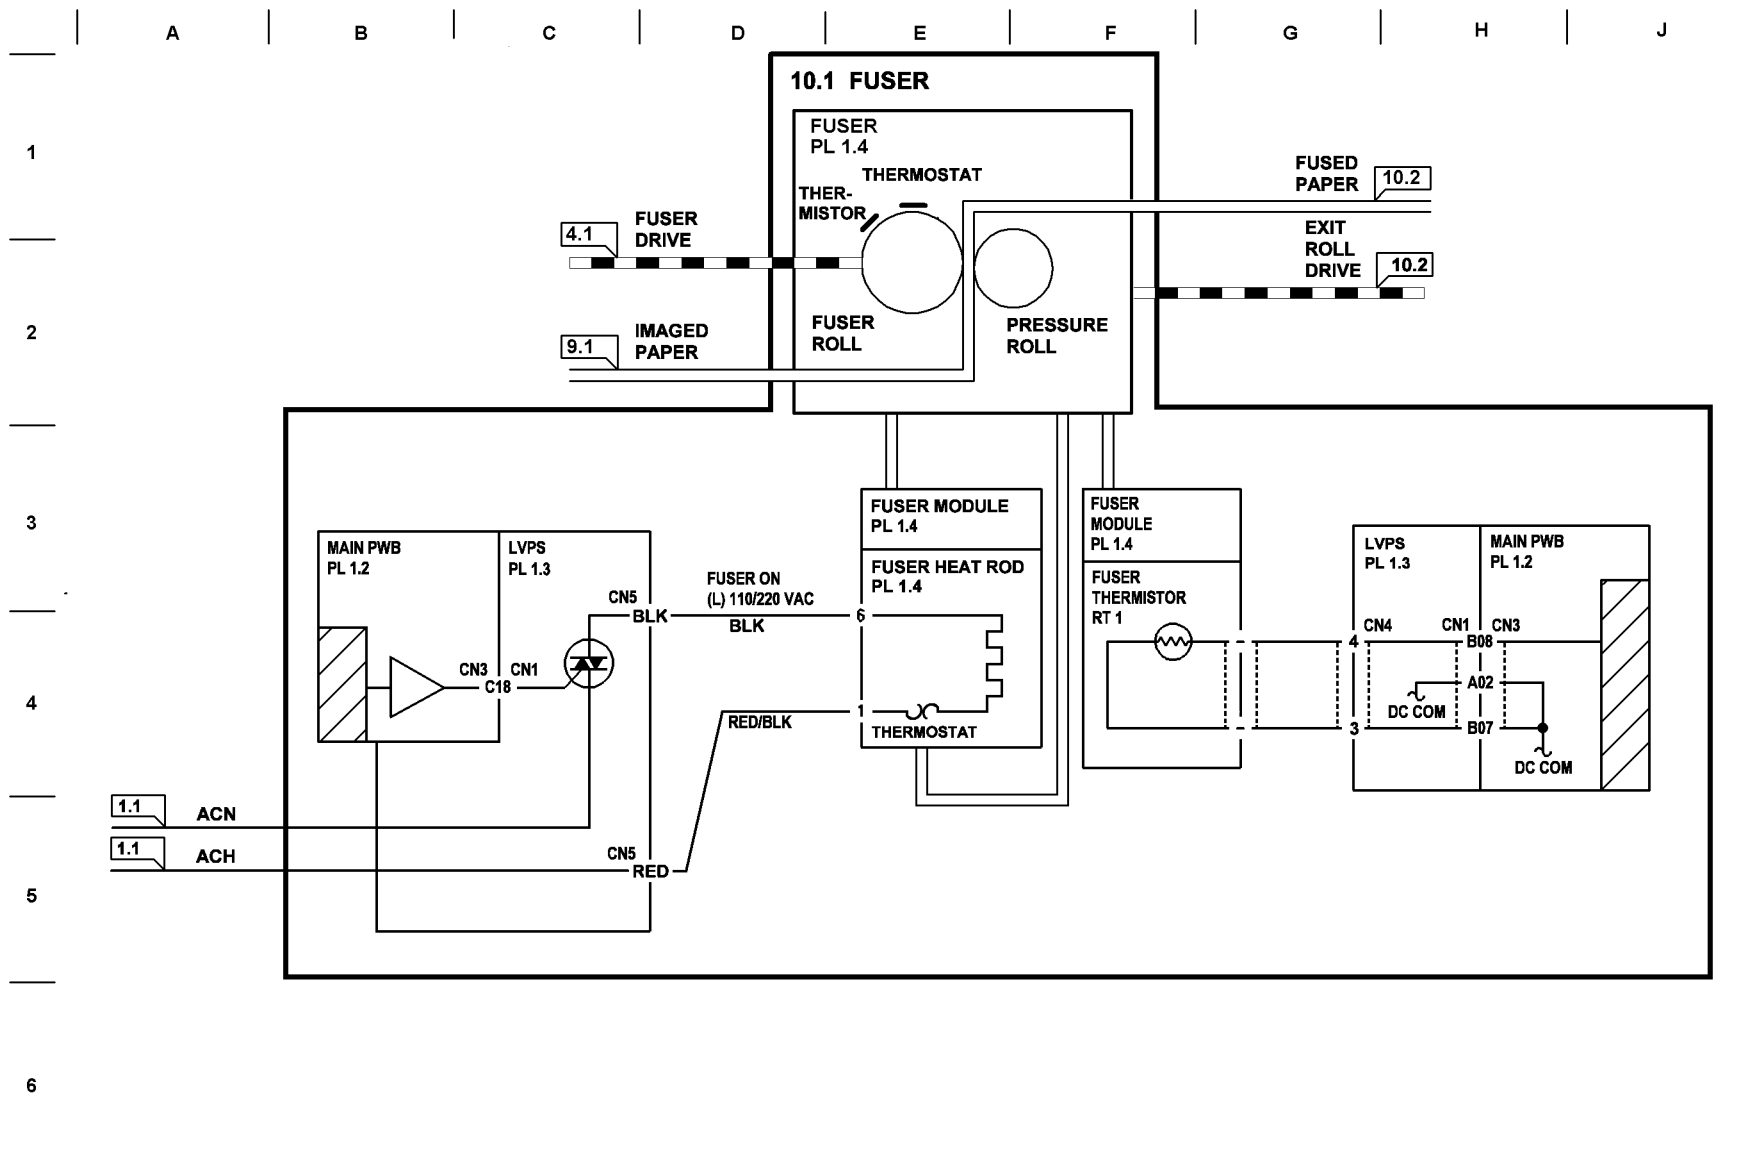 A B C D E F G H J
1
2
3
4
5
6
10.1 FUSER
FUSER
PL 1.4
THERMOSTAT
THER-
MISTOR
FUSED
PAPER
10.2
4.1
FUSER
DRIVE
EXIT
ROLL
DRIVE
10.2
FUSER
ROLL
PRESSURE
ROLL
9.1
IMAGED
PAPER
MAIN PWB
PL 1.2
LVPS
PL 1.3
CN5
BLK
CN3
CN1
C18
FUSER ON
(L) 110/220 VAC
BLK
RED/BLK
FUSER MODULE
PL 1.4
FUSER HEAT ROD
PL 1.4
6
1
THERMOSTAT
FUSER
MODULE
PL 1.4
FUSER
THERMISTOR
RT 1
LVPS
PL 1.3
MAIN PWB
PL 1.2
4
CN4
CN1
CN3
B08
A02
DC COM
3
B07
DC COM
1.1
ACN
1.1
ACH
CN5
RED